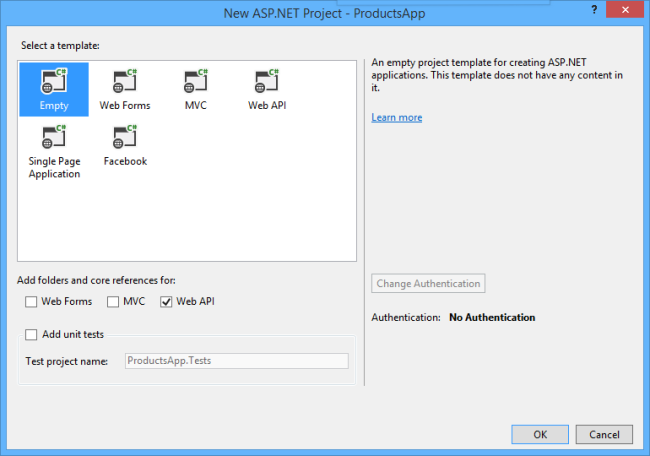 New ASP.NET Project - ProductsApp
?
Select a template:
C#
Empty
C#
Web Forms
C#
MVC
C#
Web API
C#
Single Page
Application
C#
Facebook
An empty project template for creating ASP.NET
applications. This template does not have any content in
it.
Learn more
Add folders and core references for:
Web Forms
MVC
Web API
Add unit tests
Test project name:
ProductsApp.Tests
Change Authentication
Authentication: No Authentication
OK
Cancel